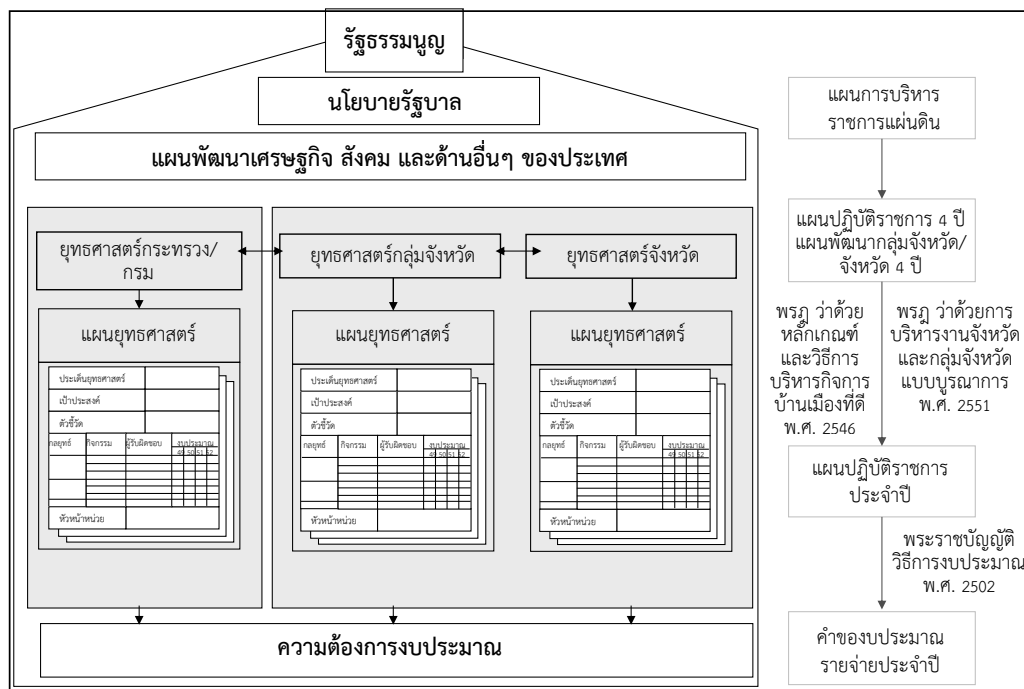 รัฐธรรมนูญ
นโยบายรัฐบาล
แผนพัฒนาเศรษฐกิจ สังคม และด้านอื่นๆ ของประเทศ
ยุทธศาสตร์กระทรวง/
กรม
ยุทธศาสตร์กลุ่มจังหวัด
ยุทธศาสตร์จังหวัด
แผนยุทธศาสตร์
ประเด็นยุทธศาสตร์
เป้าประสงค์
ตัวชี้วัด
กลยุทธ์ กิจกรรม ผู้รับผิดชอบ งบประมาณ
49 50 51 52
หัวหน้าหน่วย
แผนยุทธศาสตร์
ประเด็นยุทธศาสตร์
เป้าประสงค์
ตัวชี้วัด
กลยุทธ์ กิจกรรม ผู้รับผิดชอบ งบประมาณ
49 50 51 52
หัวหน้าหน่วย
แผนยุทธศาสตร์
ประเด็นยุทธศาสตร์
เป้าประสงค์
ตัวชี้วัด
กลยุทธ์ กิจกรรม ผู้รับผิดชอบ งบประมาณ
49 50 51 52
หัวหน้าหน่วย
ความต้องการงบประมาณ
แผนการบริหาร
ราชการแผ่นดิน
แผนปฏิบัติราชการ 4 ปี
แผนพัฒนากลุ่มจังหวัด/
จังหวัด 4 ปี
พรฎ ว่าด้วย
หลักเกณฑ์
และวิธีการ
บริหารกิจการ
บ้านเมืองที่ดี
พ.ศ. 2546
พรฎ ว่าด้วยการ
บริหารงานจังหวัด
และกลุ่มจังหวัด
แบบบูรณาการ
พ.ศ. 2551
แผนปฏิบัติราชการ
ประจำปี
พระราชบัญญัติ
วิธีการงบประมาณ
พ.ศ. 2502
คำของบประมาณ
รายจ่ายประจำปี